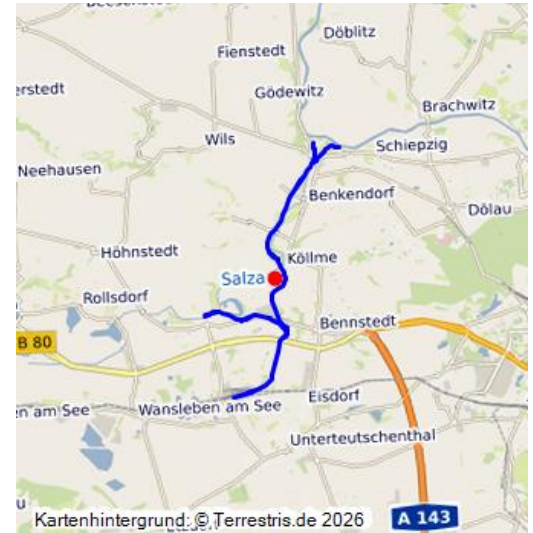 Döblitz
Fienstedt
Gödewitz
Brachwitz
Wils
Schiepzig
Neehausen
Benkendorf
Dölau
Höhnstedt
Köllme
Salza
Rollsdorf
Bennstedt
B 80
Eisdorf
en am See
Wansleben am See
Unterteutschenthal
Kartenhintergrund: © Terrestris.de 2026
A 143